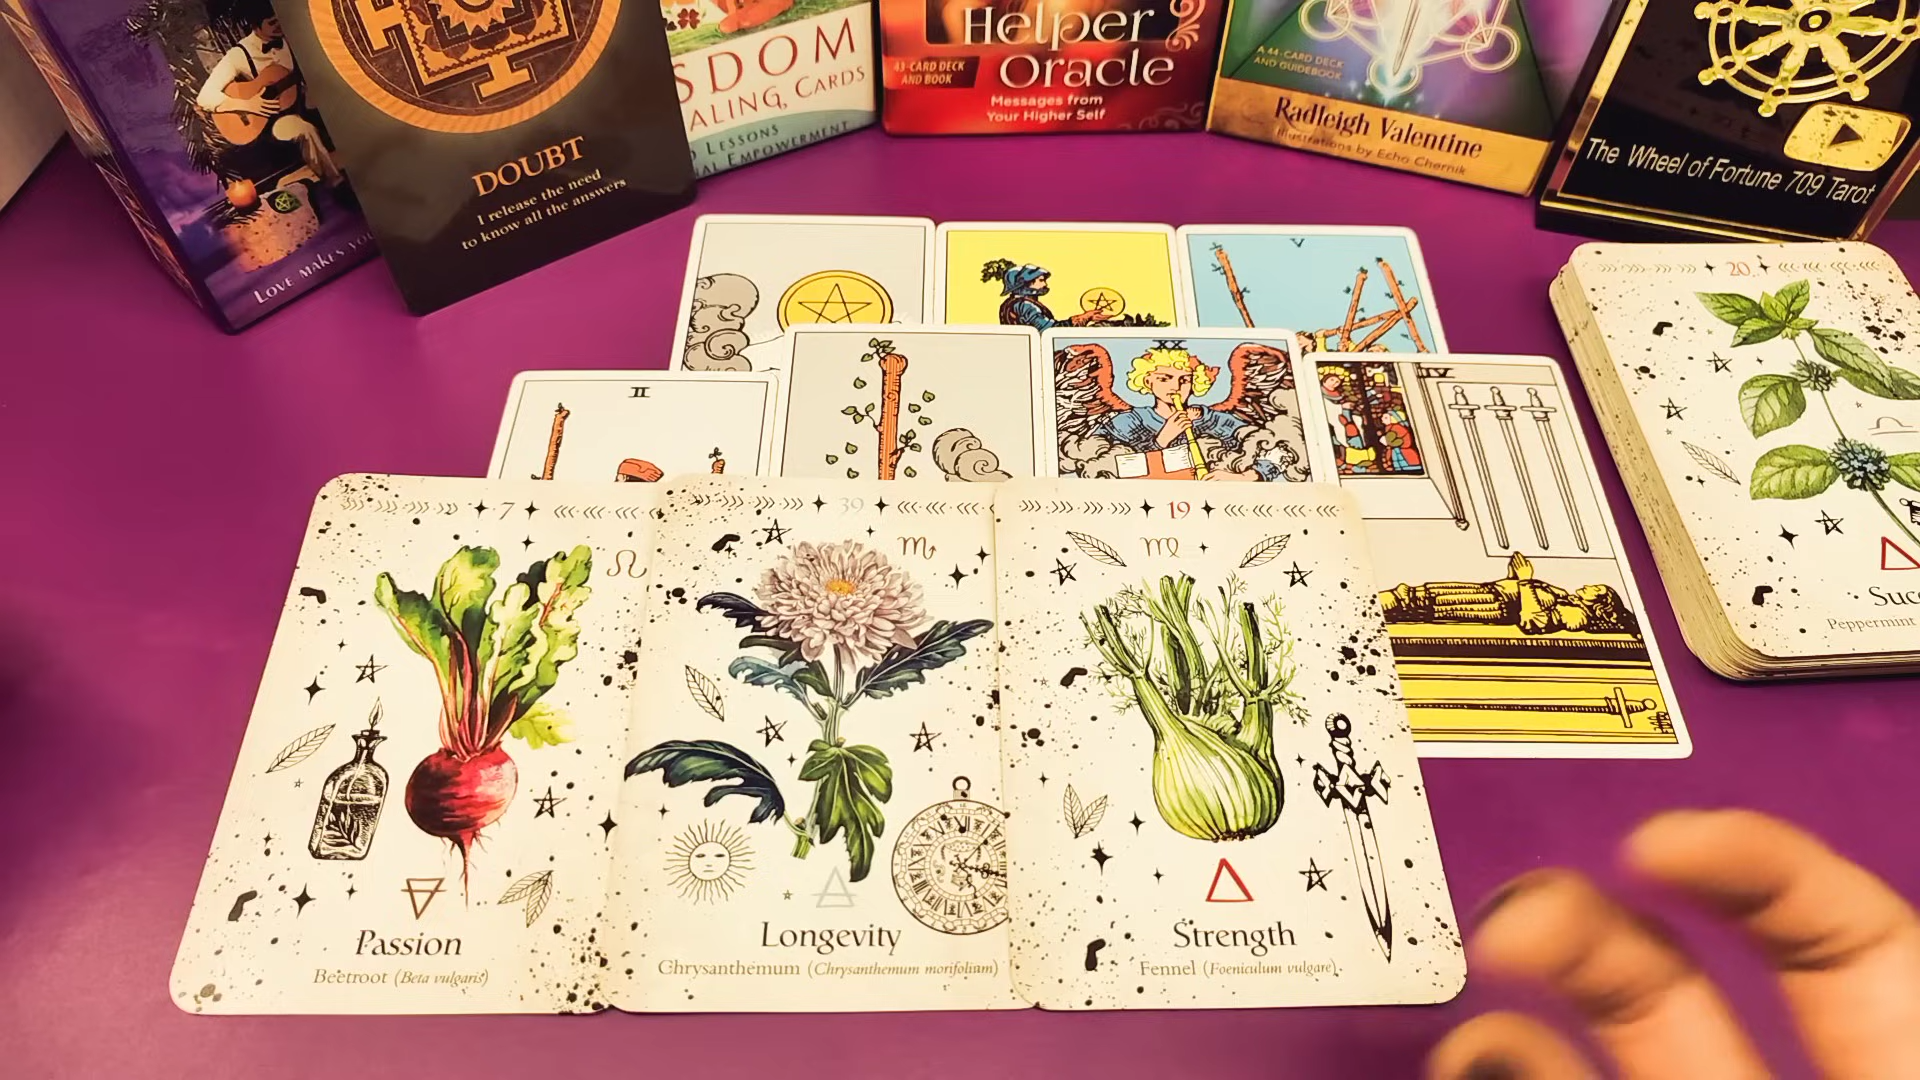 LOVE MAKES YOU
DOUBT
I release the need
to know all the answers
SDOM
ALING, CARDS
LESSONS
AL EMPOWERMENT
Helper
Oracle
43-CARD DECK
AND BOOK
Messages from
Your Higher Self
A 44-CARD DECK
AND GUIDEBOOK
Radleigh Valentine
Illustrations by Echo Chernik
The Wheel of Fortune 709 Tarot
V
II
XX
IV
20
Succ
Peppermint
7
Passion
Beetroot (Beta vulgaris)
39
Longevity
Chrysanthemum (Chrysanthemum morifolium)
19
Strength
Fennel (Foeniculum vulgare)